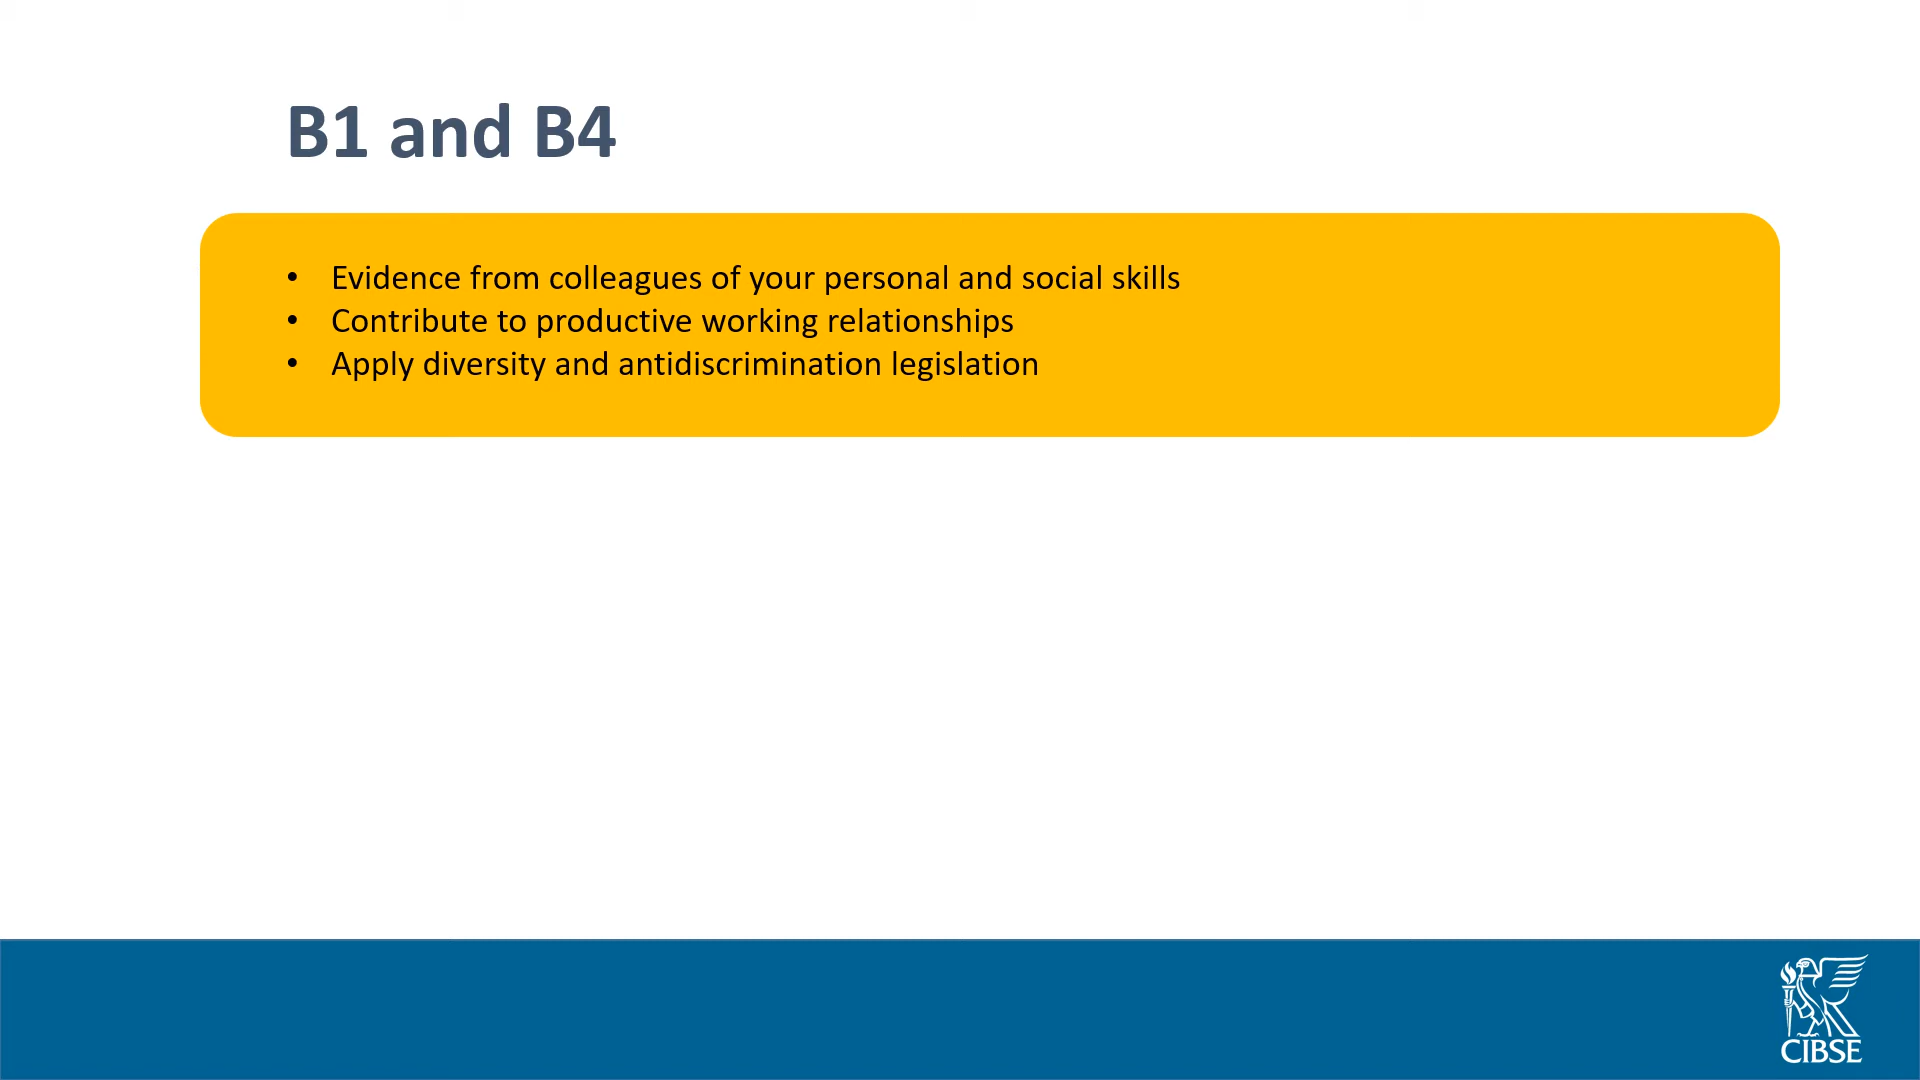 B1 and B4
• Evidence from colleagues of your personal and social skills
• Contribute to productive working relationships
• Apply diversity and antidiscrimination legislation
CIBSE